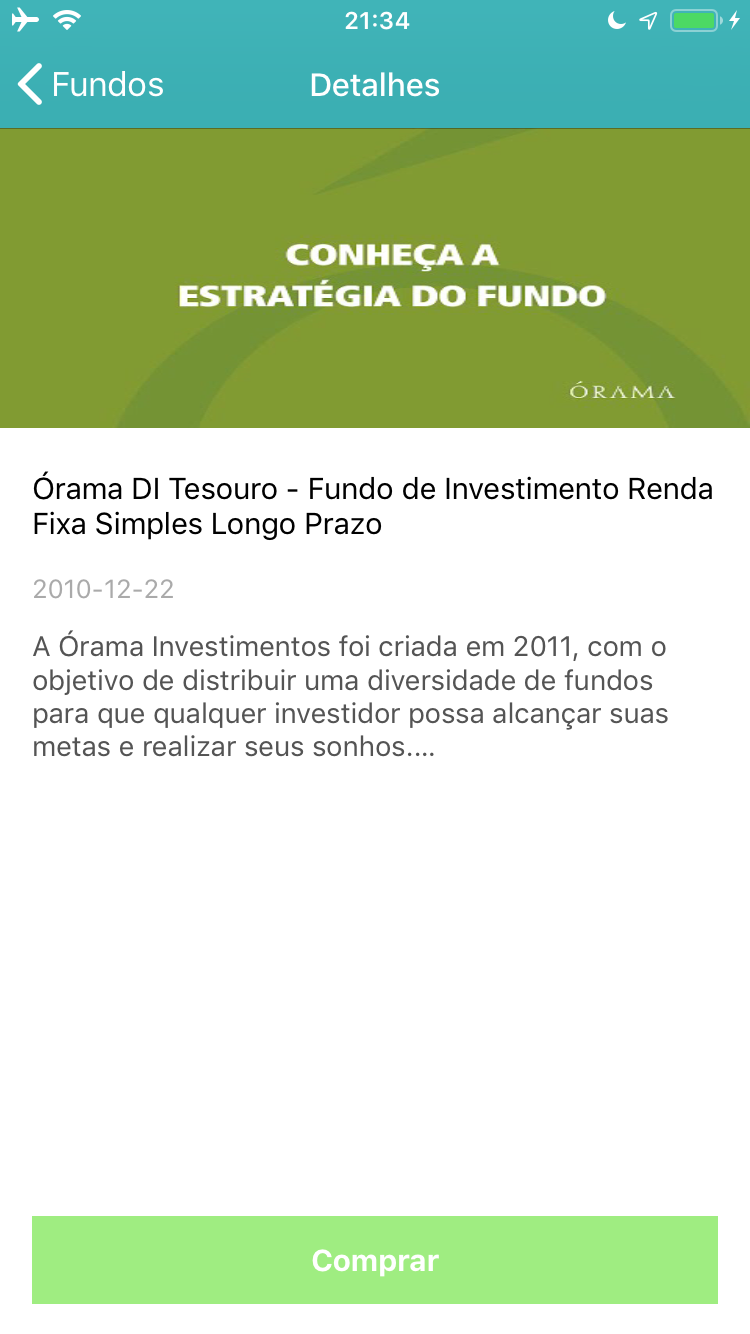 21:34
Fundos
Detalhes
CONHEÇA A
ESTRATÉGIA DO FUNDO
ÓRAMA
Órama DI Tesouro - Fundo de Investimento Renda
Fixa Simples Longo Prazo
2010-12-22
A Órama Investimentos foi criada em 2011, com o
objetivo de distribuir uma diversidade de fundos
para que qualquer investidor possa alcançar suas
metas e realizar seus sonhos....
Comprar